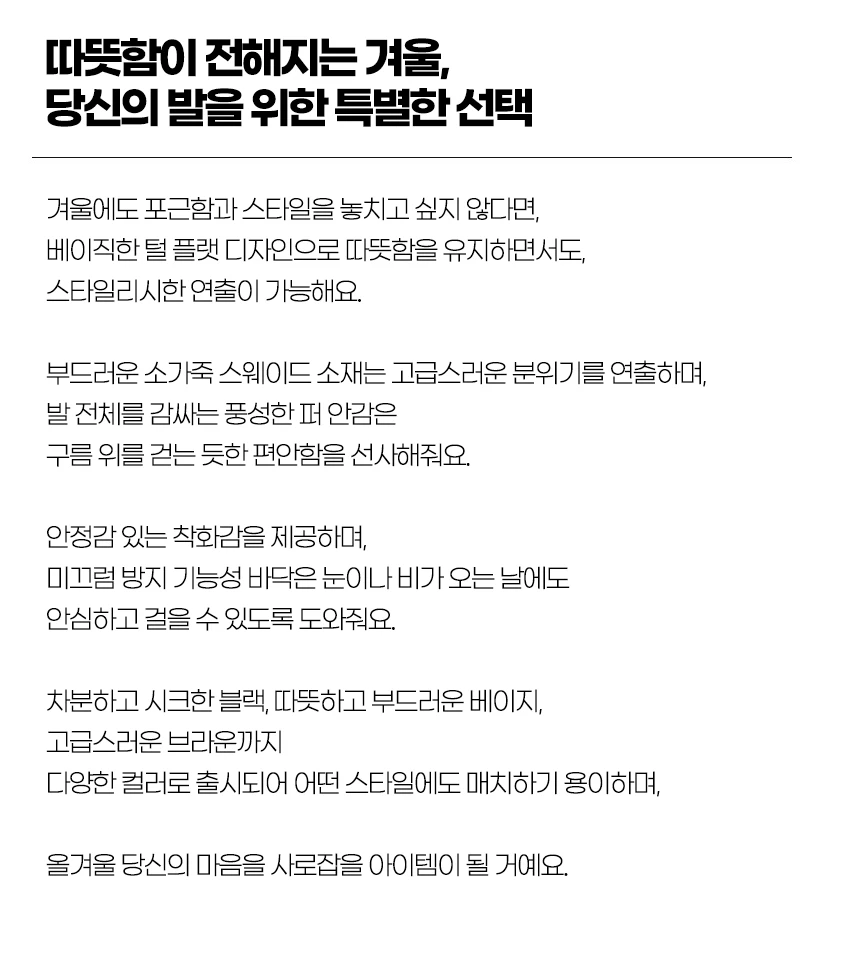 따뜻함이 전해지는 겨울,
당신의 발을 위한 특별한 선택
겨울에도 포근함과 스타일을 놓치고 싶지 않다면,
베이직한 털 플랫 디자인으로 따뜻함을 유지하면서도,
스타일리시한 연출이 가능해요.
부드러운 소가죽 스웨이드 소재는 고급스러운 분위기를 연출하며,
발 전체를 감싸는 풍성한 퍼 안감은
구름 위를 걷는 듯한 편안함을 선사해줘요.
안정감 있는 착화감을 제공하며,
미끄럼 방지 기능성 바닥은 눈이나 비가 오는 날에도
안심하고 걸을 수 있도록 도와줘요.
차분하고 시크한 블랙, 따뜻하고 부드러운 베이지,
고급스러운 브라운까지
다양한 컬러로 출시되어 어떤 스타일에도 매치하기 용이하며,
올겨울 당신의 마음을 사로잡을 아이템이 될 거예요.